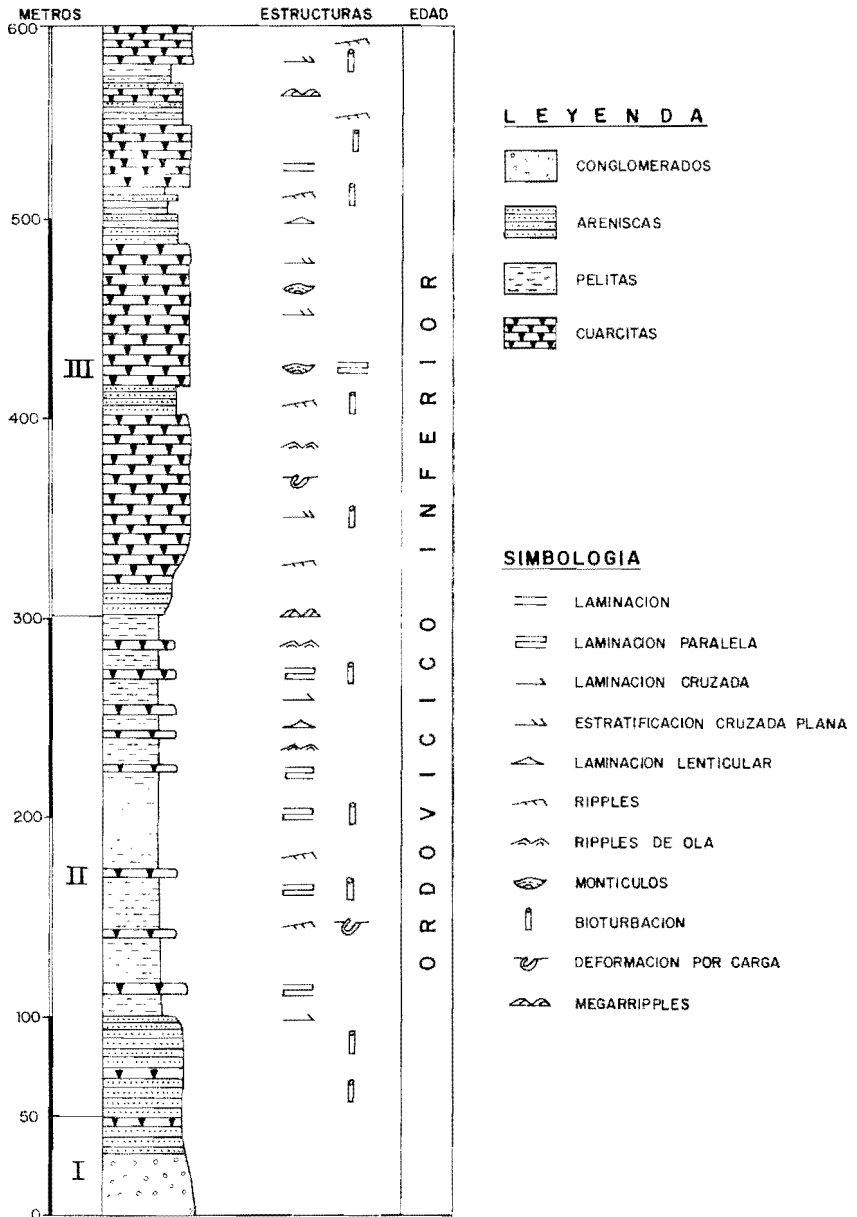 METROS ESTRUCTURAS EDAD
600
500
III
400
300
200
II
100
50
I
0
ORDOVICICO INFERIOR
LEYENDA
CONGLOMERADOS
ARENISCAS
PELITAS
CUARCITAS
SIMBOLOGIA
LAMINACION
LAMINACION PARALELA
LAMINACION CRUZADA
ESTRATIFICACION CRUZADA PLANA
LAMINACION LENTICULAR
RIPPLES
RIPPLES DE OLA
MONTICULOS
BIOTURBACION
DEFORMACION POR CARGA
MEGARRIPPLES